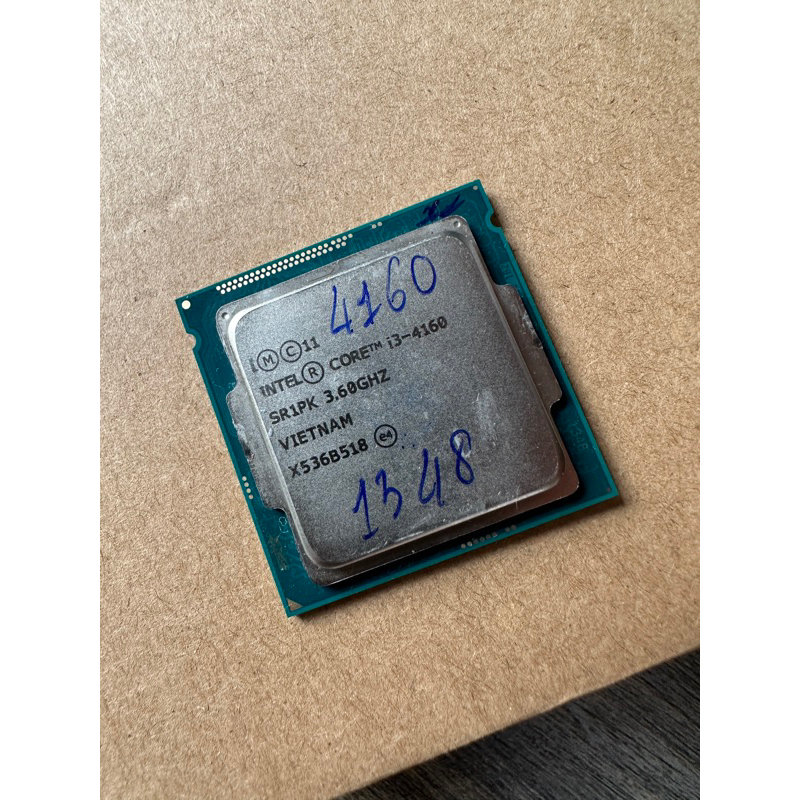 4160
i Ⓜ Ⓒ 11
INTEL® CORE™ i3-4160
SR1PK 3.60GHZ
VIETNAM
X536B518 e4
1348